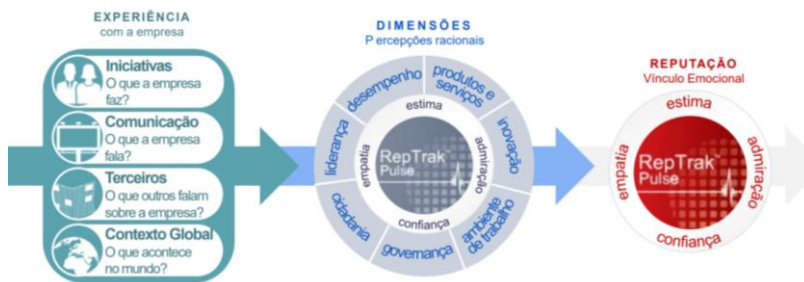 EXPERIÊNCIA
com a empresa
Iniciativas
O que a empresa
faz?
Comunicação
O que a empresa
fala?
Terceiros
O que outros falam
sobre a empresa?
Contexto Global
O que acontece
no mundo?
DIMENSÕES
P ercepções racionais
desempenho
produtos e
serviços
inovação
ambiente
de trabalho
governança
cidadania
liderança
estima
admiração
confiança
empatia
RepTrak™
Pulse
REPUTAÇÃO
Vínculo Emocional
estima
admiração
confiança
empatia
RepTrak™
Pulse